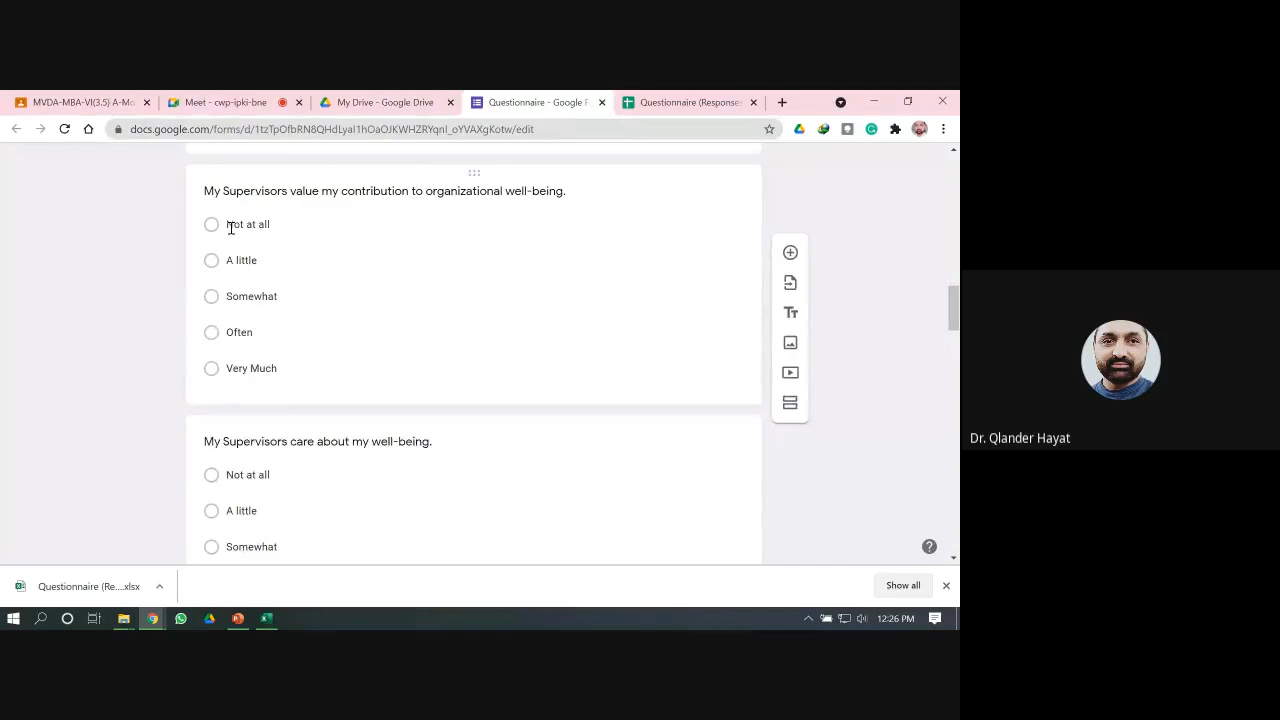 MVDA-MBA-VI(3.5) A-Mo
Meet - cwp-ipki-bne
My Drive - Google Drive
Questionnaire - Google F
Questionnaire (Responses
docs.google.com/forms/d/1tzTpOfbRN8QHdLyaI1hOaOJKWHZRYqnI_oYVAXgKotw/edit
My Supervisors value my contribution to organizational well-being.
Not at all
A little
Somewhat
Often
Very Much
My Supervisors care about my well-being.
Not at all
A little
Somewhat
Tt
Dr. Qlander Hayat
Questionnaire (Re....xlsx
Show all
12:26 PM